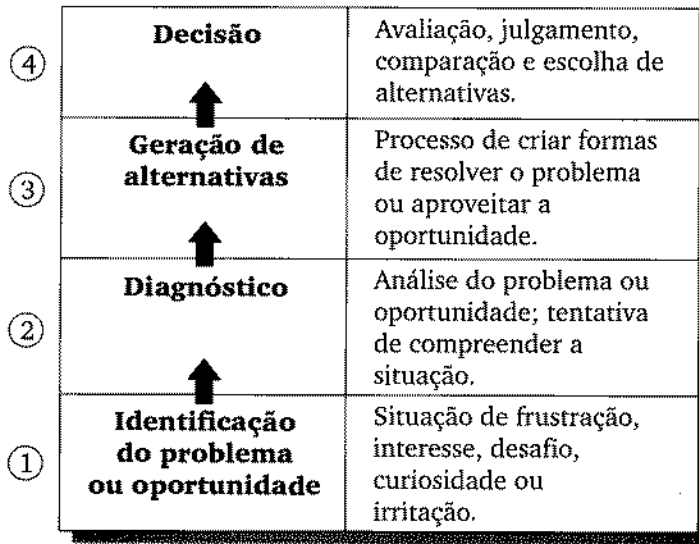 ④
Decisão
Avaliação, julgamento,
comparação e escolha de
alternativas.
③
Geração de
alternativas
Processo de criar formas
de resolver o problema
ou aproveitar a
oportunidade.
②
Diagnóstico
Análise do problema ou
oportunidade; tentativa
de compreender a
situação.
①
Identificação
do problema
ou oportunidade
Situação de frustração,
interesse, desafio,
curiosidade ou
irritação.